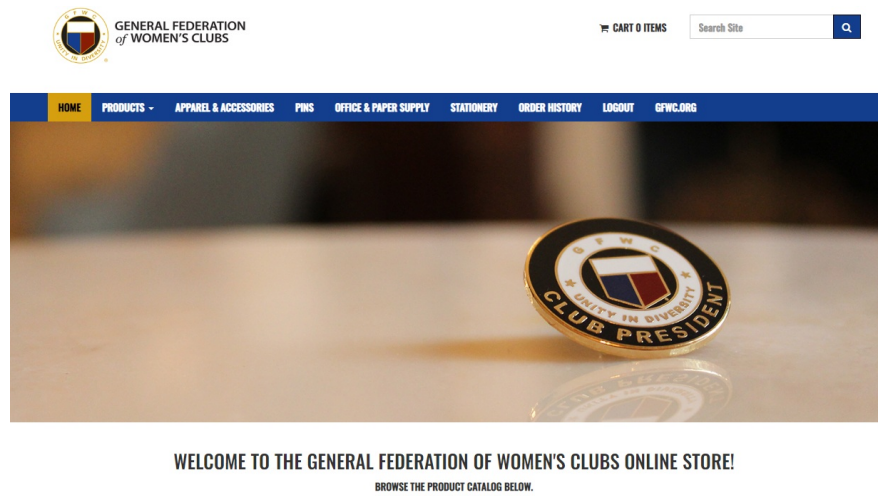 GFWC
UNITY IN DIVERSITY
GENERAL FEDERATION
of WOMEN'S CLUBS
CART 0 ITEMS
Search Site
HOME PRODUCTS APPAREL & ACCESSORIES PINS OFFICE & PAPER SUPPLY STATIONERY ORDER HISTORY LOGOUT GFWC.ORG
GFWC
UNITY IN DIVERSITY
CLUB PRESIDENT
WELCOME TO THE GENERAL FEDERATION OF WOMEN'S CLUBS ONLINE STORE!
BROWSE THE PRODUCT CATALOG BELOW.